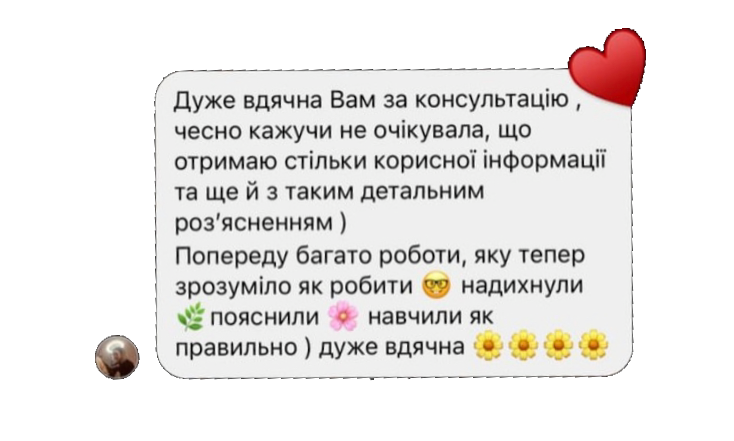 Дуже вдячна Вам за консультацію ,
чесно кажучи не очікувала, що
отримаю стільки корисної інформації
та ще й з таким детальним
роз’ясненням )
Попереду багато роботи, яку тепер
зрозуміло як робити 🤓 надихнули
🌿 пояснили 🌸 навчили як
правильно ) дуже вдячна 🌼🌼🌼🌼